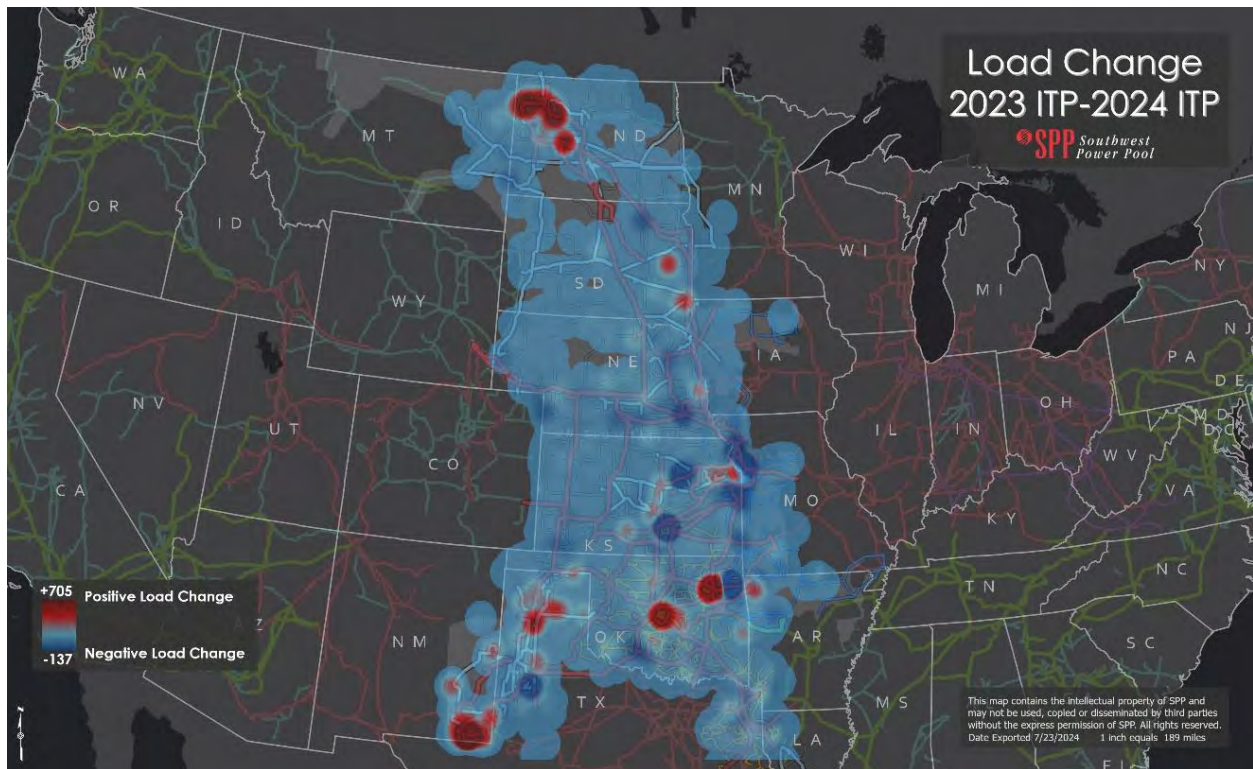 Load Change
2023 ITP-2024 ITP
SPP Southwest
Power Pool
WA
MT
ND
MN
OR
ID
WI
SD
MI
NY
WY
NE
IA
PA
NJ
NV
UT
CO
IL
IN
OH
DE
MD
DC
WV
VA
CA
KS
MO
KY
NM
OK
AR
TN
NC
SC
TX
MS
LA
+705 Positive Load Change
-137 Negative Load Change
This map contains the intellectual property of SPP and
may not be used, copied or disseminated by third parties
without the express permission of SPP. All rights reserved.
Date Exported 7/23/2024 1 inch equals 189 miles